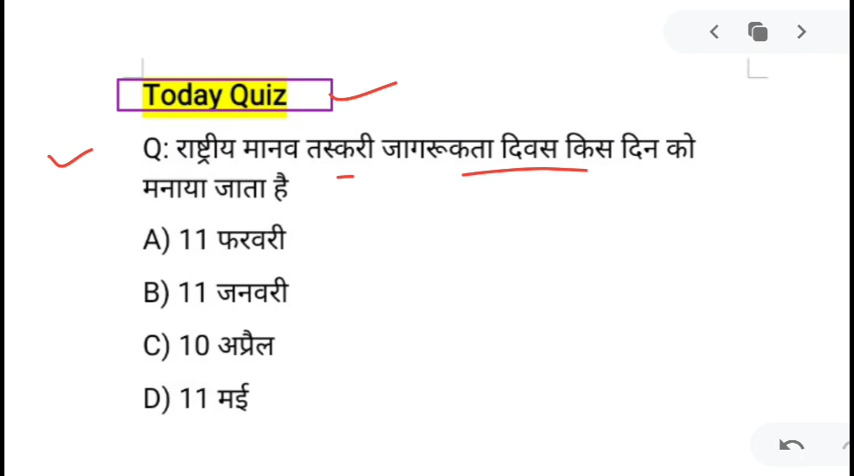 Today Quiz
Q: राष्ट्रीय मानव तस्करी जागरूकता दिवस किस दिन को
मनाया जाता है
A) 11 फरवरी
B) 11 जनवरी
C) 10 अप्रैल
D) 11 मई